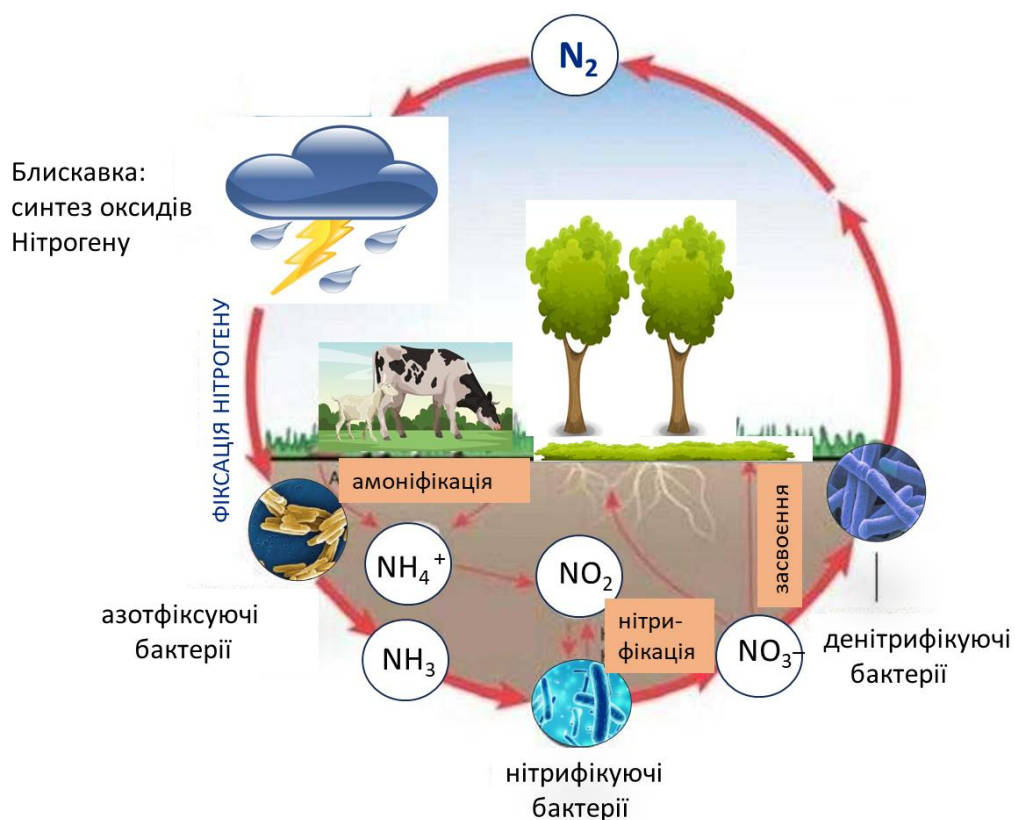 N₂
Блискавка:
синтез оксидів
Нітрогену
ФІКСАЦІЯ НІТРОГЕНУ
амоніфікація
засвоєння
NH₄⁺
NO₂
нітри-
фікація
азотфіксуючі
бактерії
NH₃
NO₃–
денітрифікуючі
бактерії
нітрифікуючі
бактерії